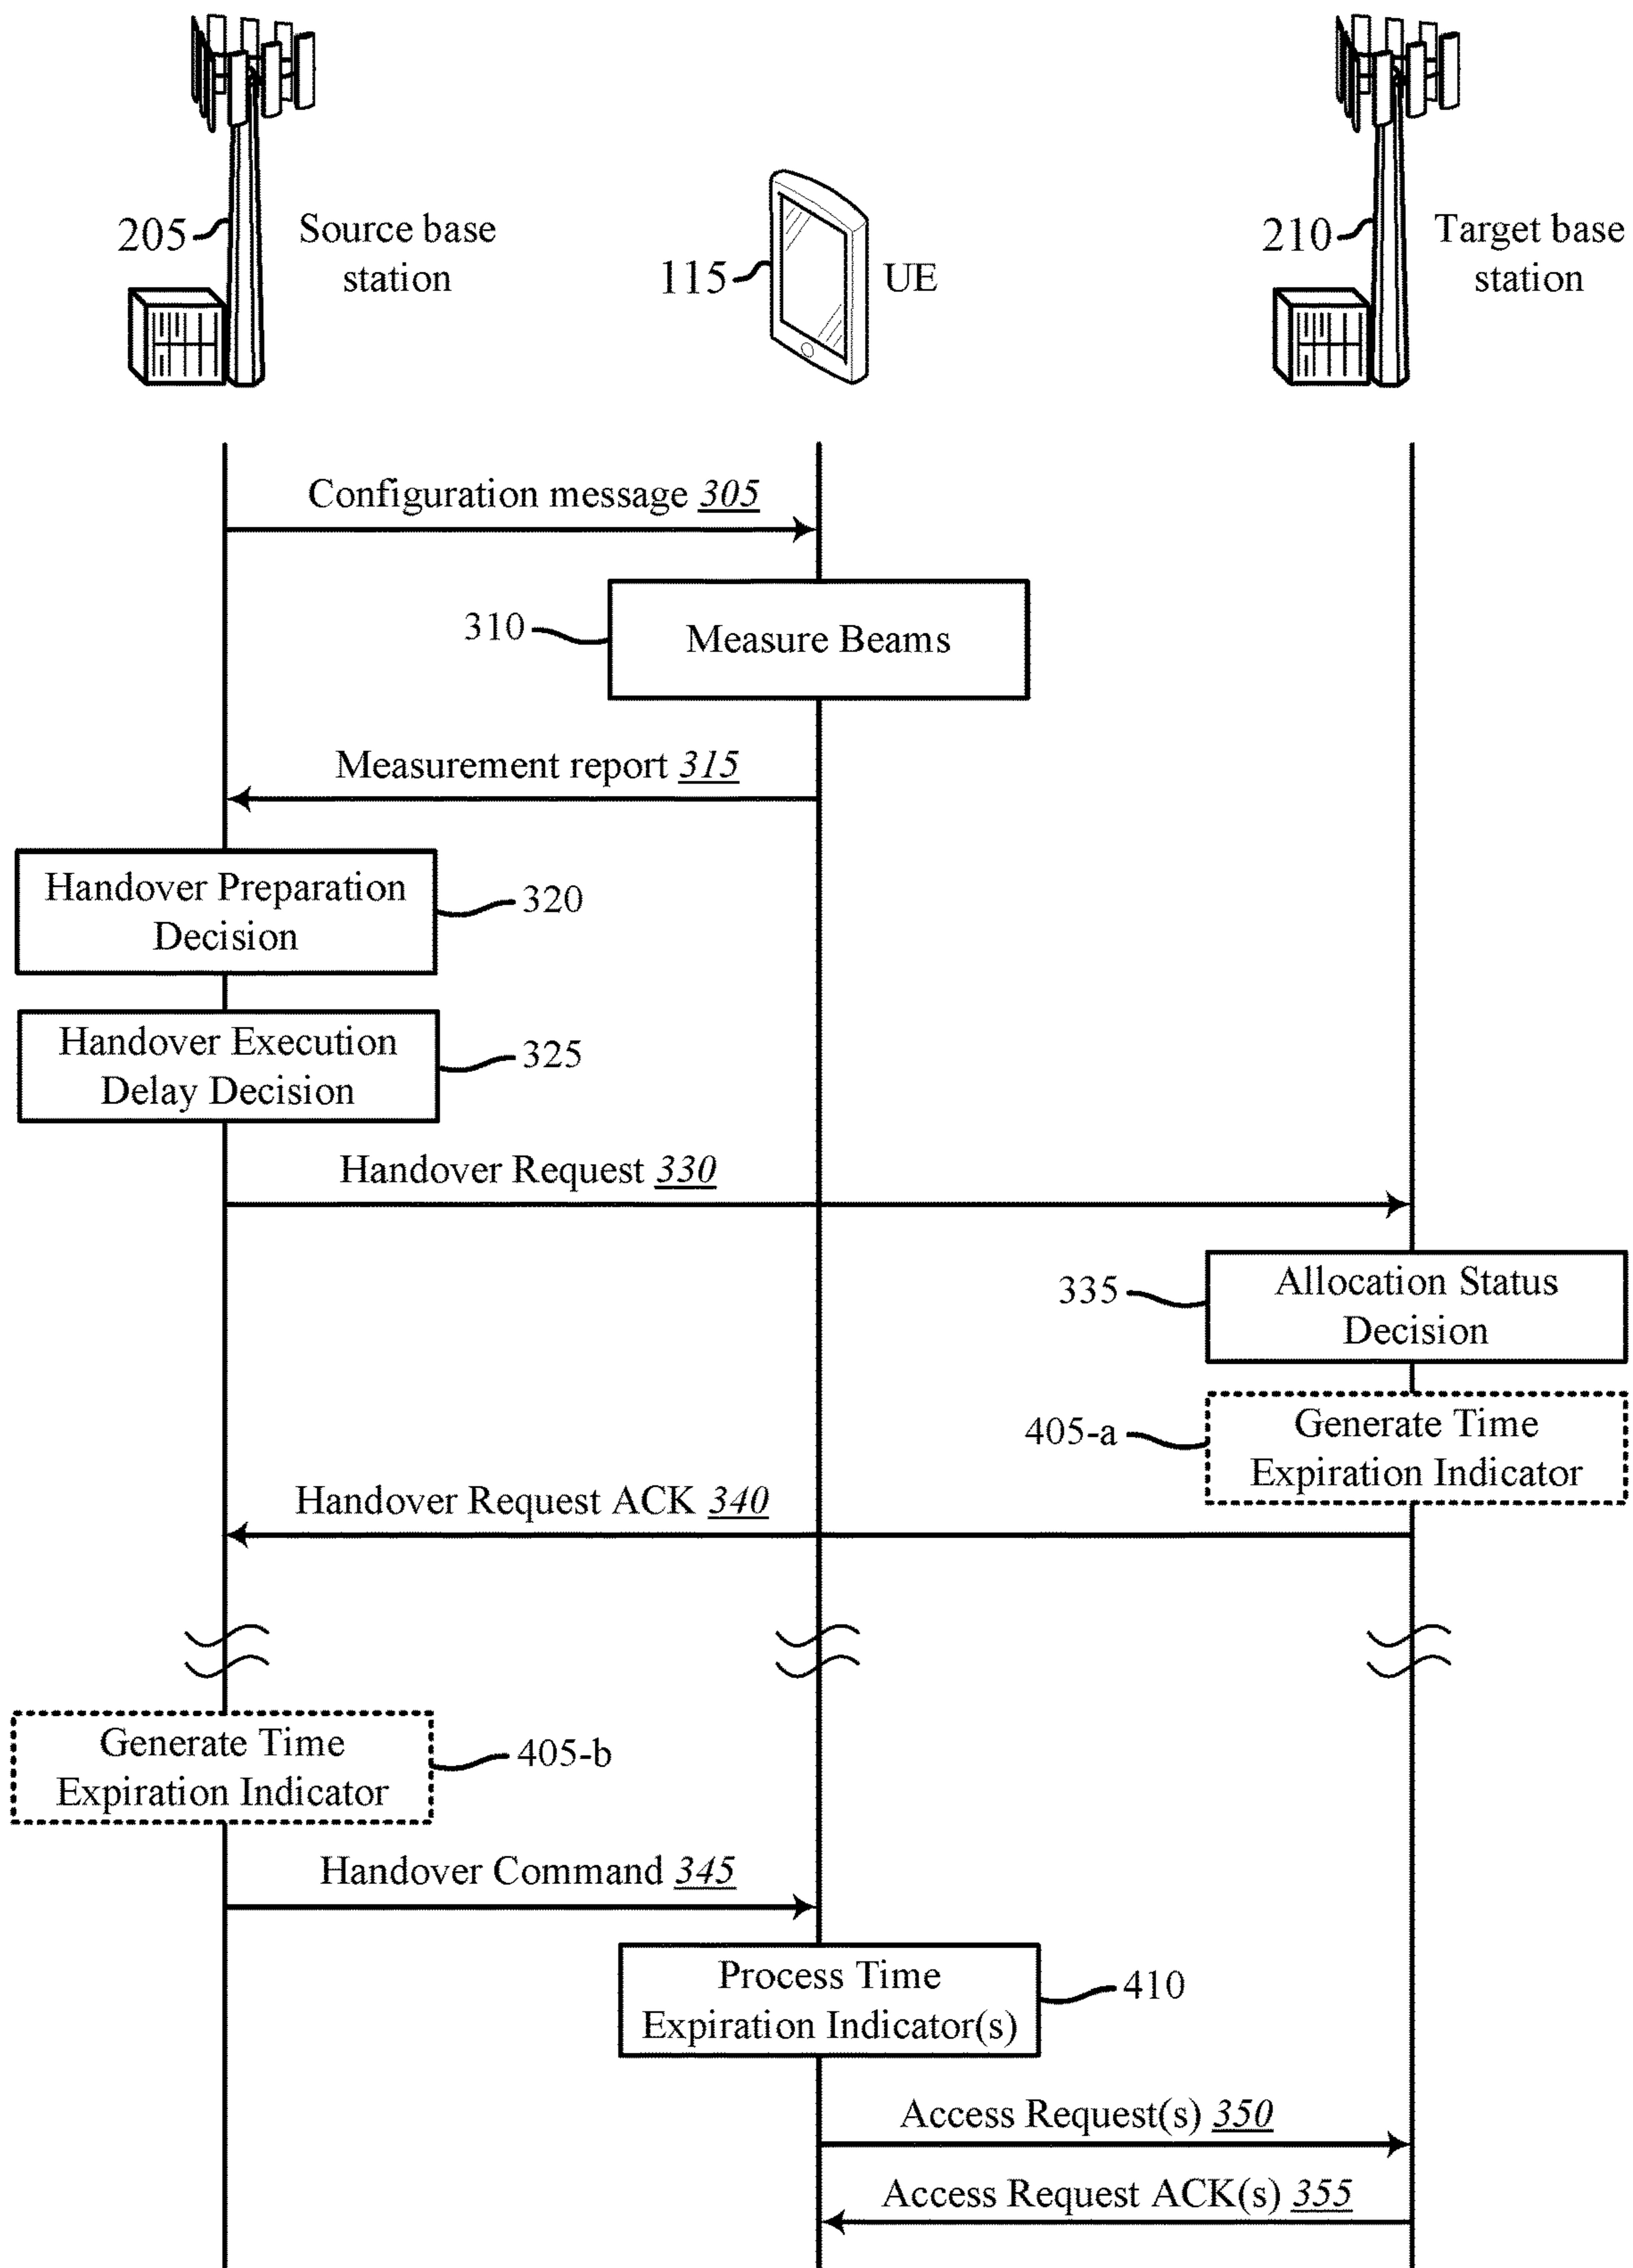 205
Source base
station
115
UE
210
Target base
station
Configuration message 305
310
Measure Beams
Measurement report 315
Handover Preparation
Decision
320
Handover Execution
Delay Decision
325
Handover Request 330
335
Allocation Status
Decision
405-a
Generate Time
Expiration Indicator
Handover Request ACK 340
Generate Time
Expiration Indicator
405-b
Handover Command 345
Process Time
Expiration Indicator(s)
410
Access Request(s) 350
Access Request ACK(s) 355